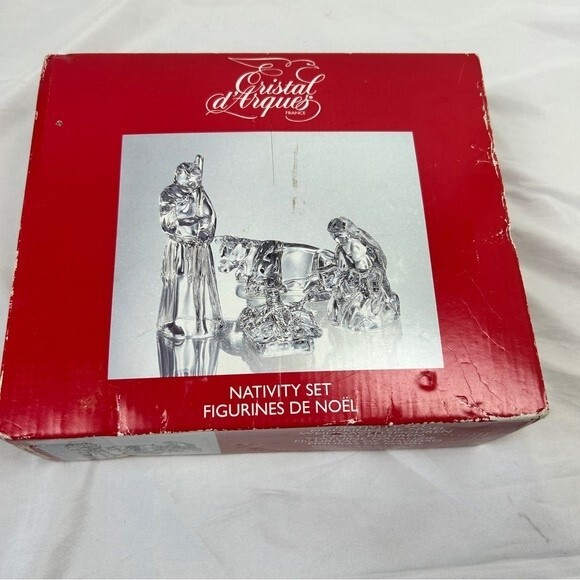 Cristal
d'Arques
FRANCE
NATIVITY SET
FIGURINES DE NOËL